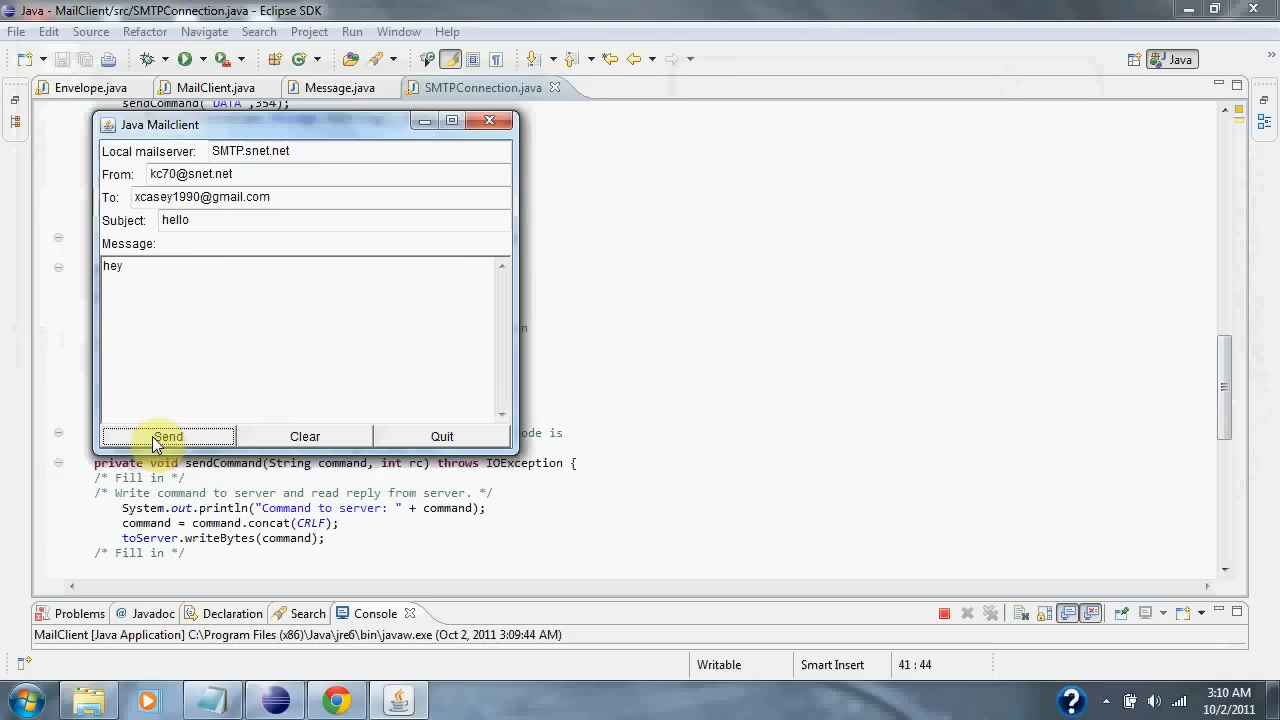 Java - MailClient/src/SMTPConnection.java - Eclipse SDK
File Edit Source Refactor Navigate Search Project Run Window Help
Java
Envelope.java MailClient.java Message.java SMTPConnection.java
sendCommand("DATA",354);
Java Mailclient
Local mailserver: SMTP.snet.net
From: kc70@snet.net
To: xcasey1990@gmail.com
Subject: hello
Message:
hey
Send Clear Quit
ode is
private void sendCommand(String command, int rc) throws IOException {
/* Fill in */
/* Write command to server and read reply from server. */
System.out.println("Command to server: " + command);
command = command.concat(CRLF);
toServer.writeBytes(command);
/* Fill in */
Problems @ Javadoc Declaration Search Console
MailClient [Java Application] C:\Program Files (x86)\Java\jre6\bin\javaw.exe (Oct 2, 2011 3:09:44 AM)
Writable Smart Insert 41 : 44
3:10 AM
10/2/2011